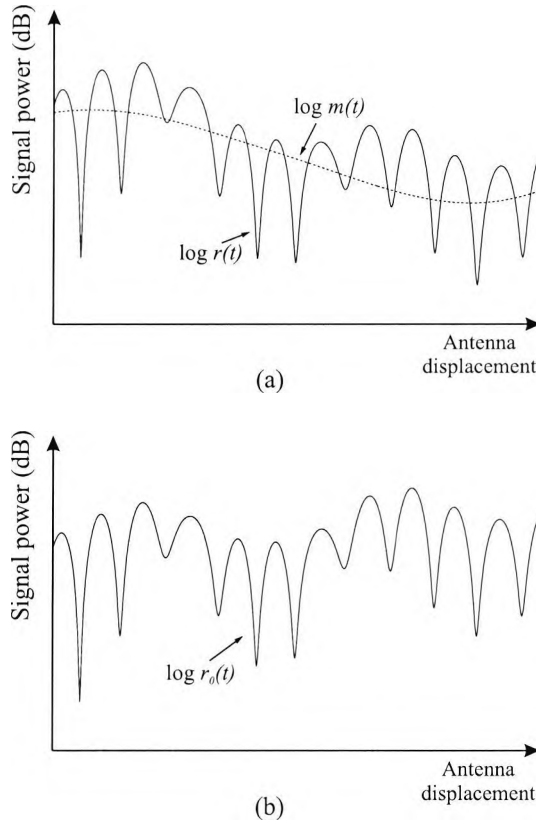 Signal power (dB)
log m(t)
log r(t)
Antenna
displacement
(a)
Signal power (dB)
log r₀(t)
Antenna
displacement
(b)